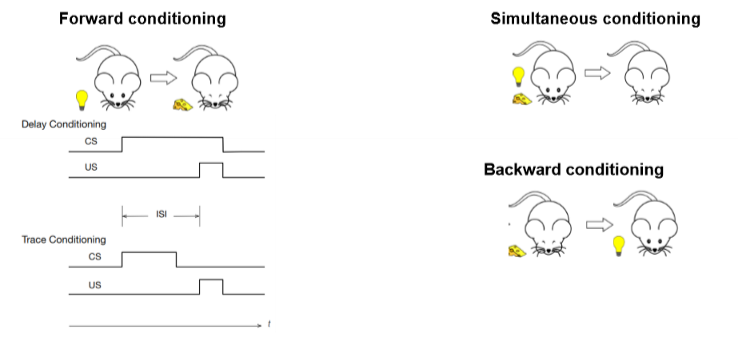 Forward conditioning
Delay Conditioning
CS
US
ISI
Trace Conditioning
CS
US
t
Simultaneous conditioning
Backward conditioning